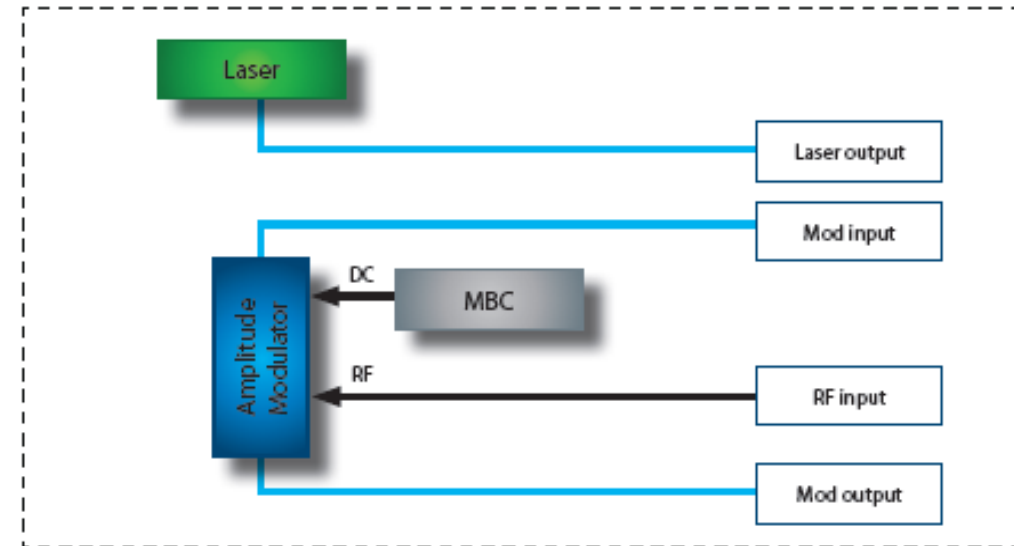 Laser
Laser output
Mod input
DC
MBC
Amplitude
Modulator
RF
RF input
Mod output